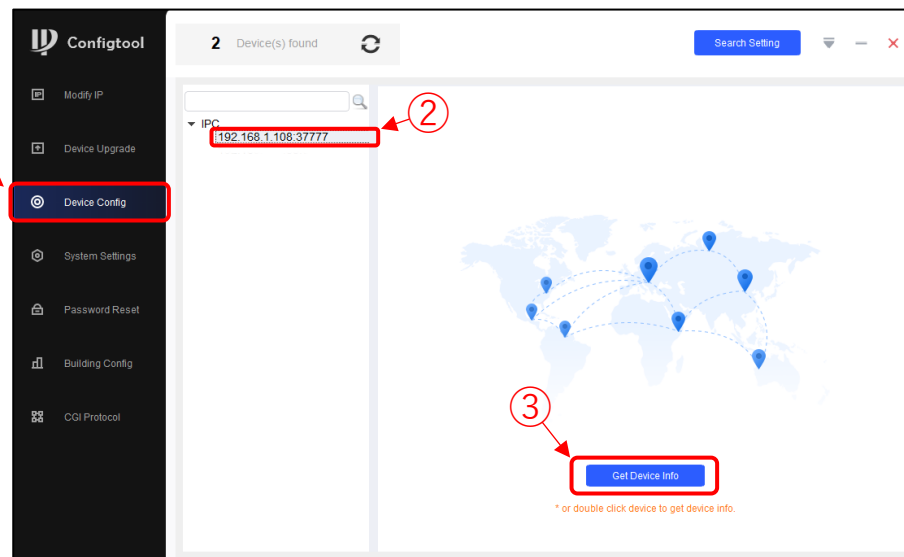 Configtool
2 Device(s) found
Search Setting
Modify IP
Device Upgrade
Device Config
System Settings
Password Reset
Building Config
CGI Protocol
IPC
192.168.1.108:37777
②
③
Get Device Info
* or double click device to get device info.